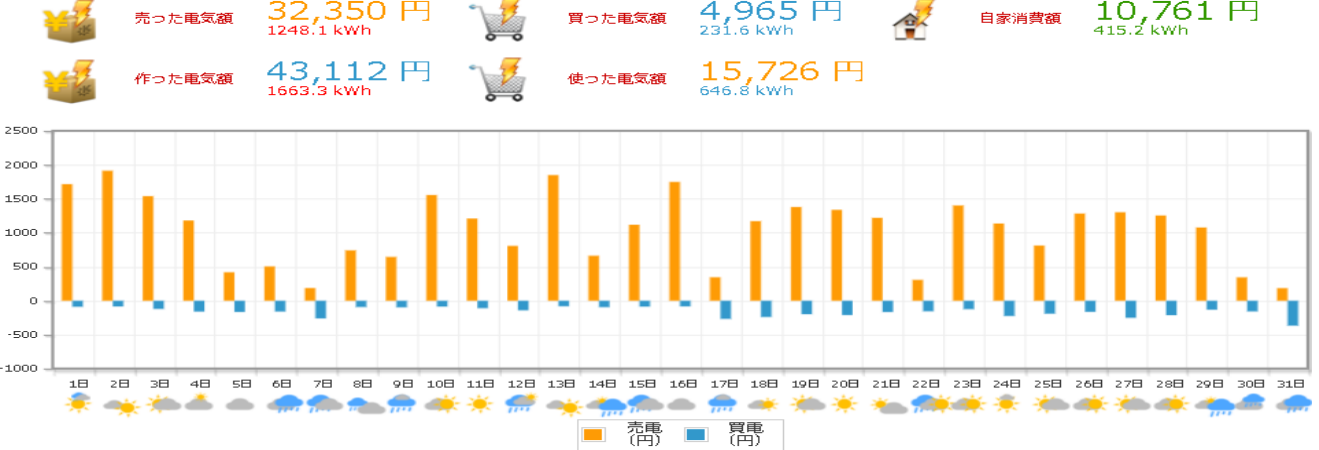 売った電気額 32,350 円 買った電気額 4,965 円 自家消費額 10,761 円
1248.1 kWh 231.6 kWh 415.2 kWh
作った電気額 43,112 円 使った電気額 15,726 円
1663.3 kWh 646.8 kWh
2500
2000
1500
1000
500
0
-500
-1000
1日 2日 3日 4日 5日 6日 7日 8日 9日 10日 11日 12日 13日 14日 15日 16日 17日 18日 19日 20日 21日 22日 23日 24日 25日 26日 27日 28日 29日 30日 31日
売電 買電
(円) (円)